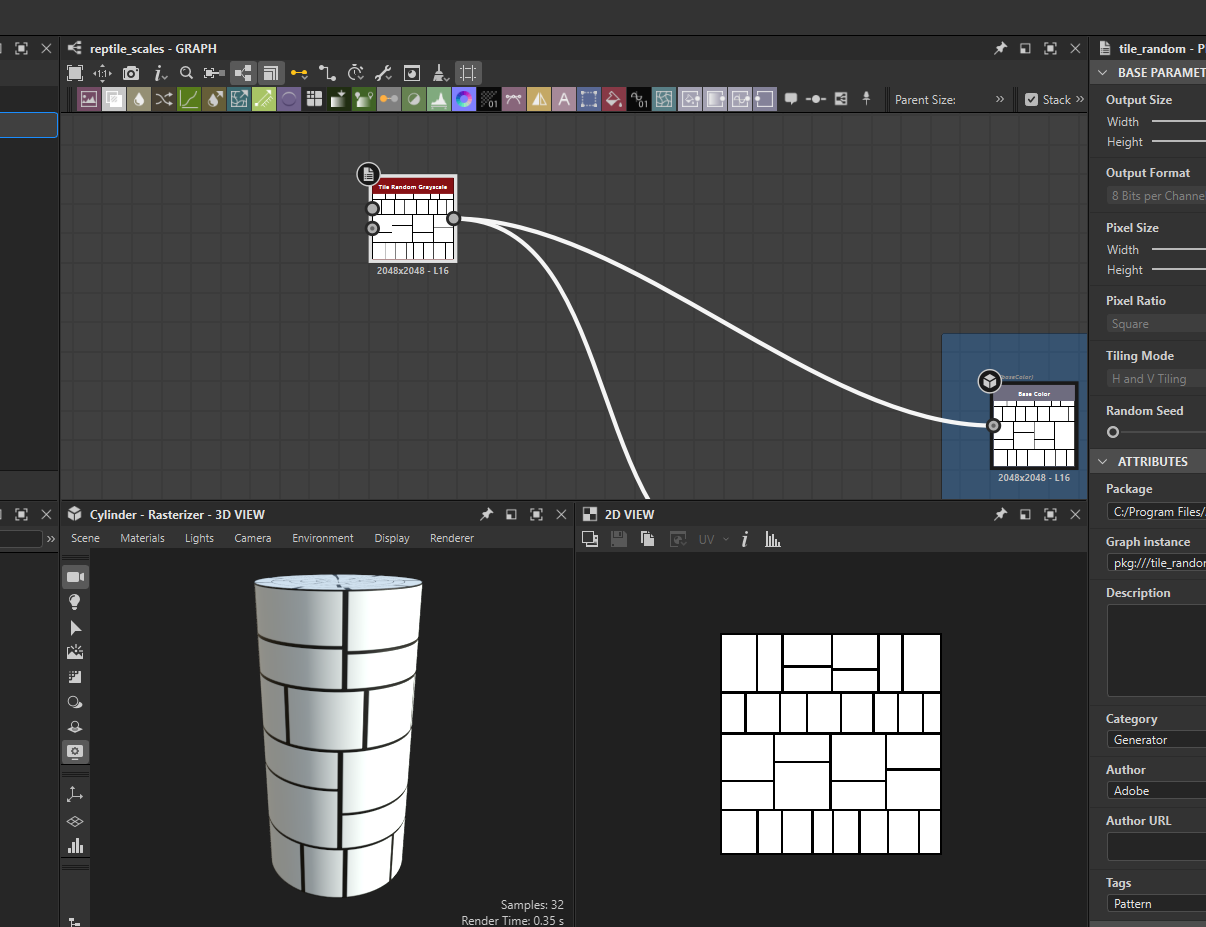 reptile_scales - GRAPH
Parent Size:
Stack
Tile Random Grayscale
2048x2048 - L16
Base Color
2048x2048 - L16
Cylinder - Rasterizer - 3D VIEW
Scene Materials Lights Camera Environment Display Renderer
Samples: 32
Render Time: 0.35 s
2D VIEW
UV
tile_random - P
BASE PARAMET
Output Size
Width
Height
Output Format
8 Bits per Channe
Pixel Size
Width
Height
Pixel Ratio
Square
Tiling Mode
H and V Tiling
Random Seed
ATTRIBUTES
Package
C:/Program Files/
Graph instance
pkg:///tile_random
Description
Category
Generator
Author
Adobe
Author URL
Tags
Pattern